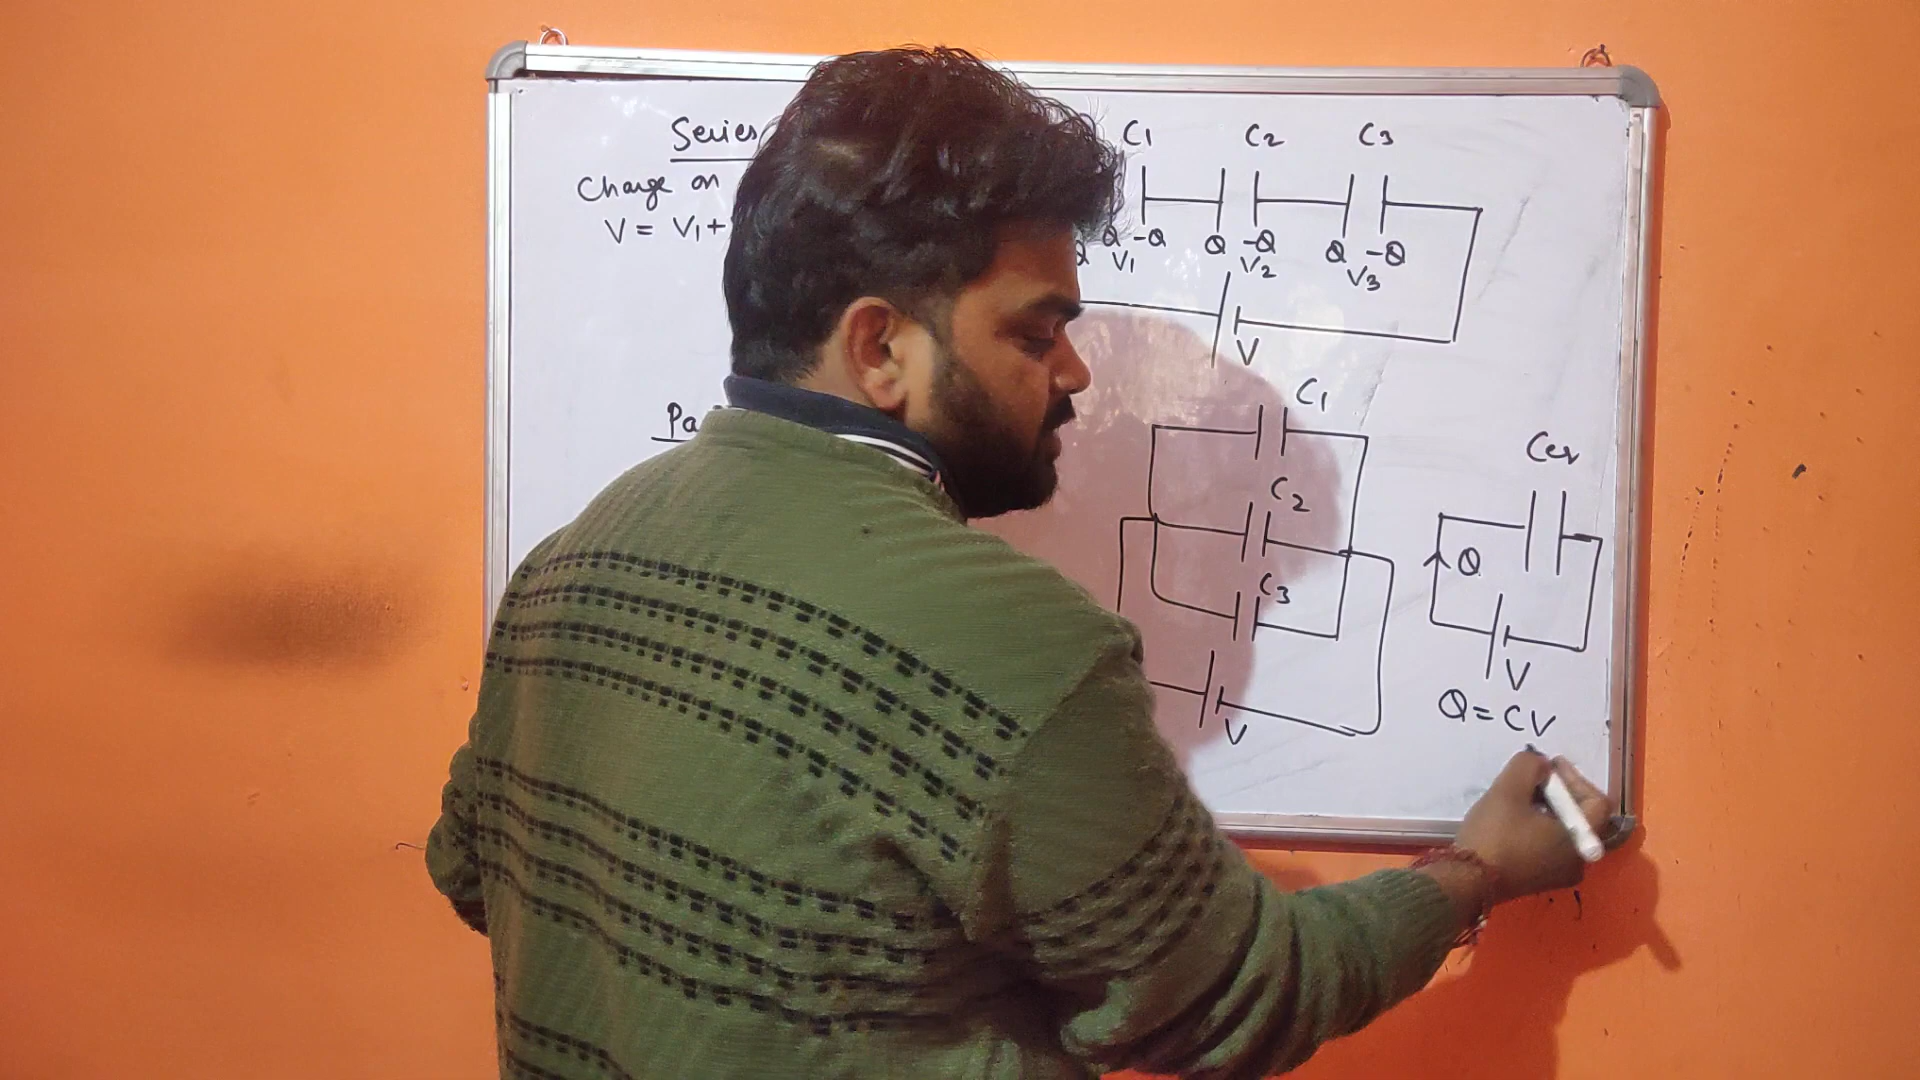 Series
Charge on
V = V1+
C1 C2 C3
Q -Q Q -Q Q -Q
V1 V2 V3
V
Pa
C1
C2
C3
V
Ceq
Q
V
Q = CV